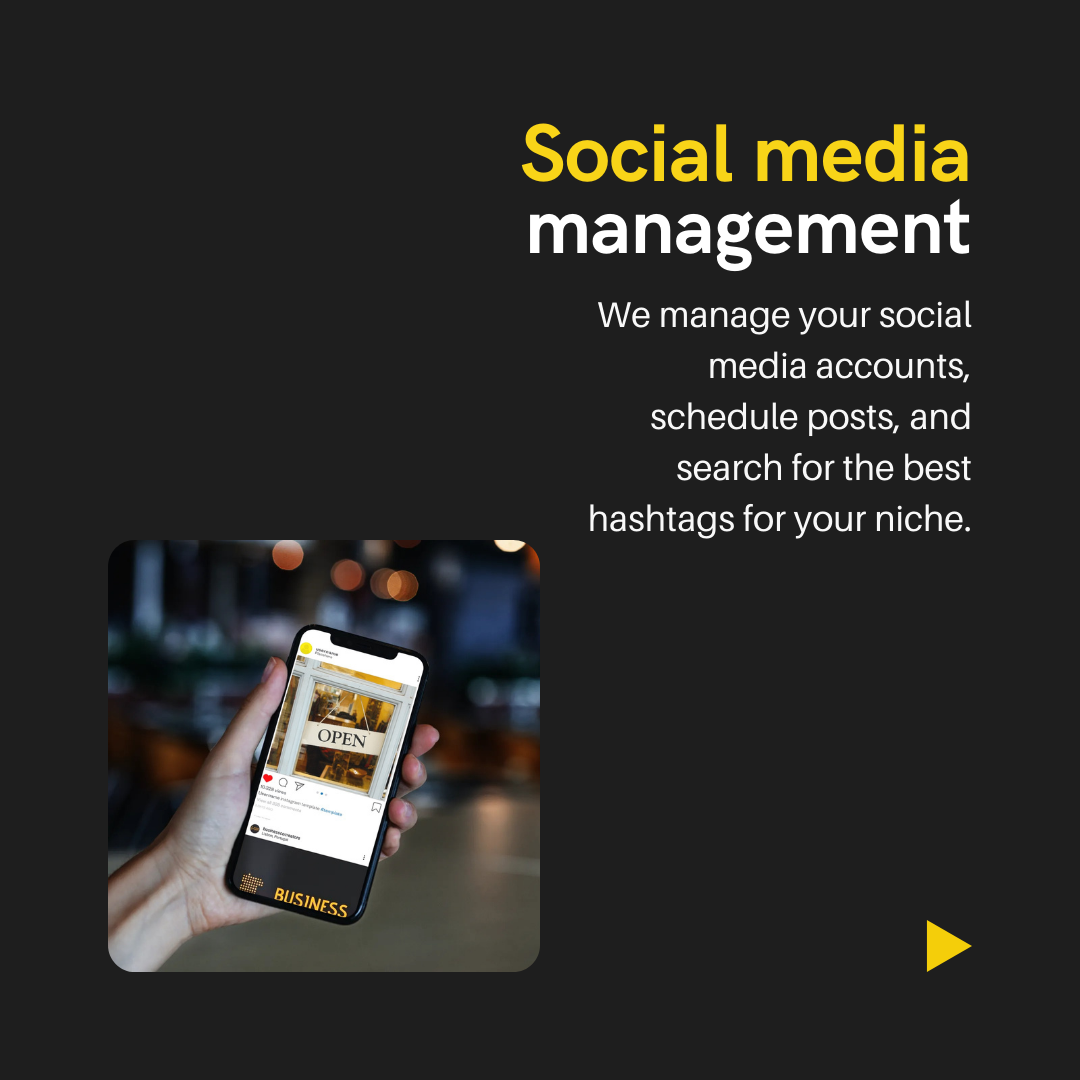 Social media
management
We manage your social
media accounts,
schedule posts, and
search for the best
hashtags for your niche.
username
OPEN
BUSINESS